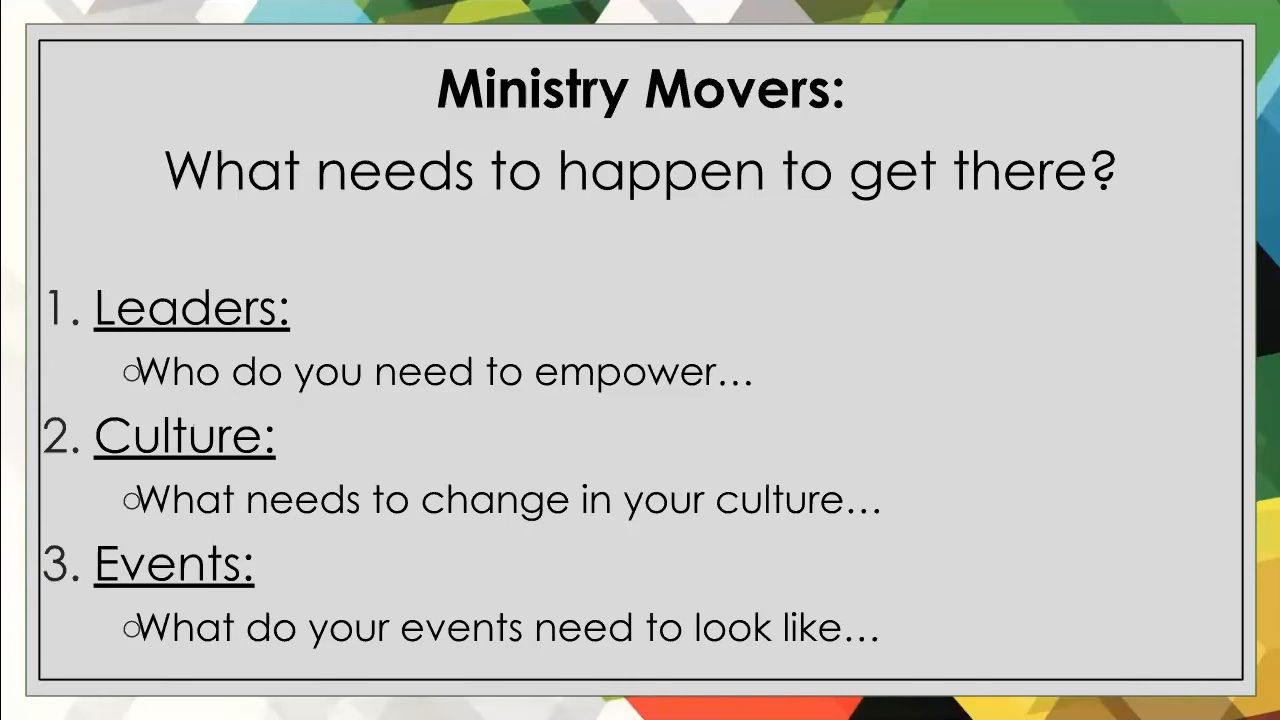 Ministry Movers:
What needs to happen to get there?
1. Leaders:
○Who do you need to empower…
2. Culture:
○What needs to change in your culture…
3. Events:
○What do your events need to look like…